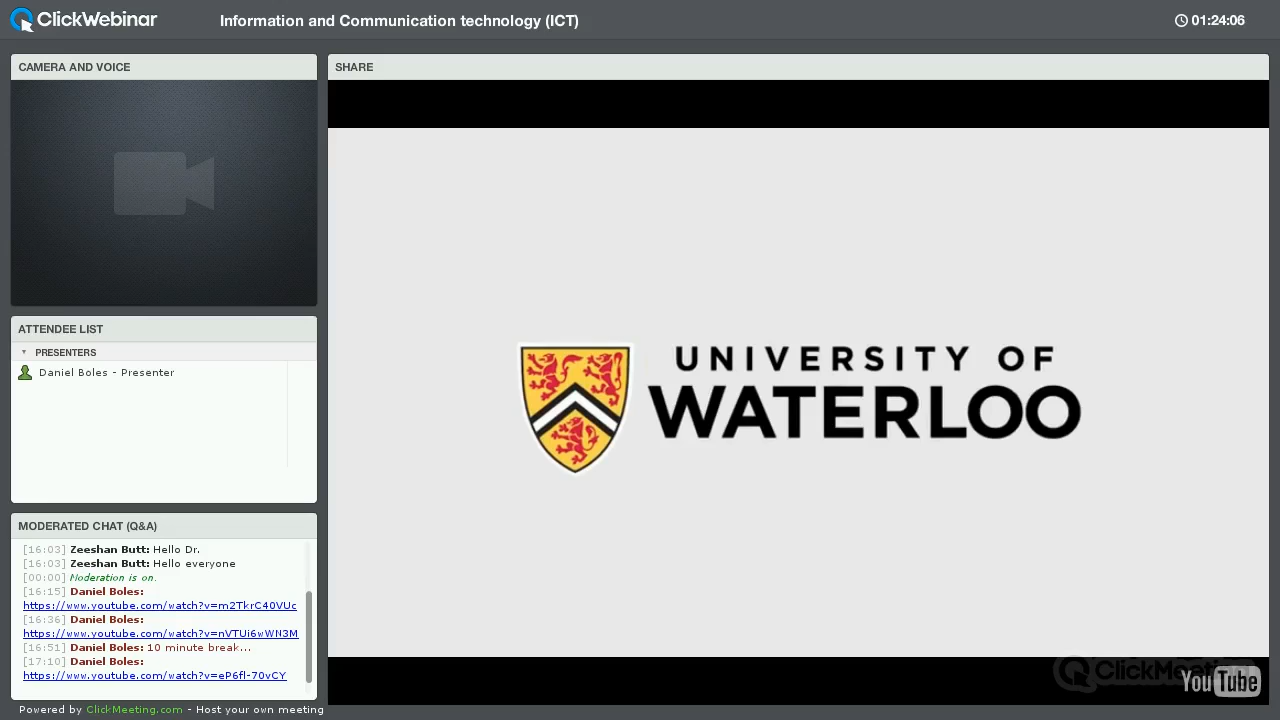 ClickWebinar
Information and Communication technology (ICT)
01:24:06
CAMERA AND VOICE
SHARE
ATTENDEE LIST
PRESENTERS
Daniel Boles - Presenter
UNIVERSITY OF
WATERLOO
MODERATED CHAT (Q&A)
[16:03] Zeeshan Butt: Hello Dr.
[16:03] Zeeshan Butt: Hello everyone
[00:00] Moderation is on.
[16:15] Daniel Boles:
https://www.youtube.com/watch?v=m2TkrC40VUc
[16:36] Daniel Boles:
https://www.youtube.com/watch?v=nVTUi6wWN3M
[16:51] Daniel Boles: 10 minute break...
[17:10] Daniel Boles:
https://www.youtube.com/watch?v=eP6fl-70vCY
ClickMeeting
YouTube
Powered by ClickMeeting.com - Host your own meeting